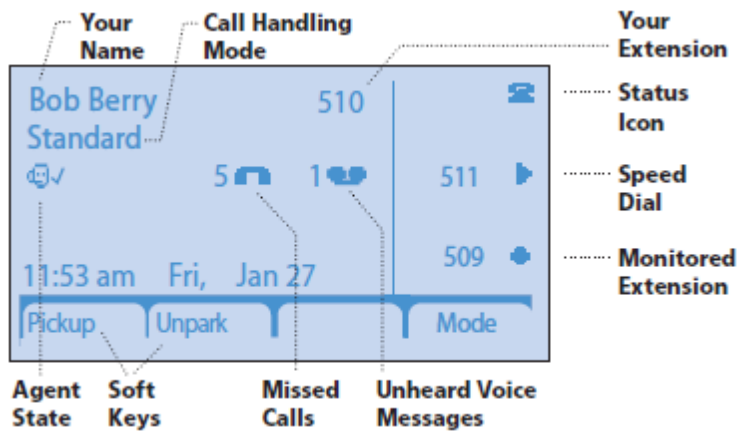 Your Name
Call Handling Mode
Your Extension
Bob Berry
510
Status Icon
Standard
5
1
511
Speed Dial
509
Monitored Extension
11:53 am Fri, Jan 27
Pickup
Unpark
Mode
Agent State
Soft Keys
Missed Calls
Unheard Voice Messages